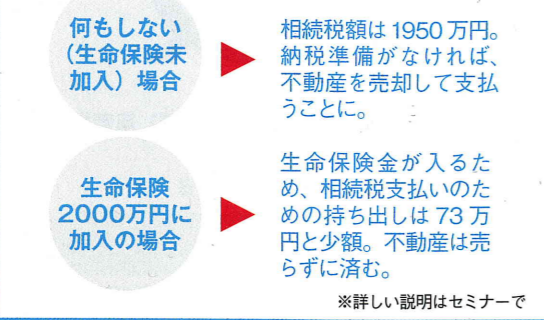 何もしない
（生命保険未
加入）場合
相続税額は1950万円。
納税準備がなければ、
不動産を売却して支払
うことに。
生命保険
2000万円に
加入の場合
生命保険金が入るた
め、相続税支払いのた
めの持ち出しは73万
円と少額。不動産は売
らずに済む。
※詳しい説明はセミナーで